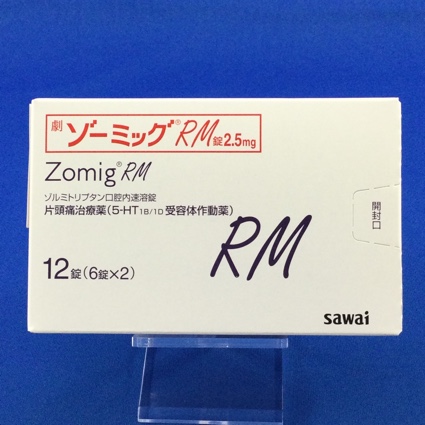 劇 ゾーミッグ®RM錠2.5mg
Zomig®RM
ゾルミトリプタン口腔内速溶錠
片頭痛治療薬(5-HT1B/1D受容体作動薬)
RM
12錠(6錠×2)
開封口
sawai